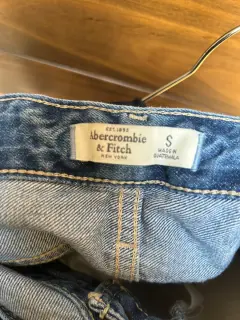 EST. 1892
Abercrombie
& Fitch
NEW YORK
S
MADE IN
GUATEMALA